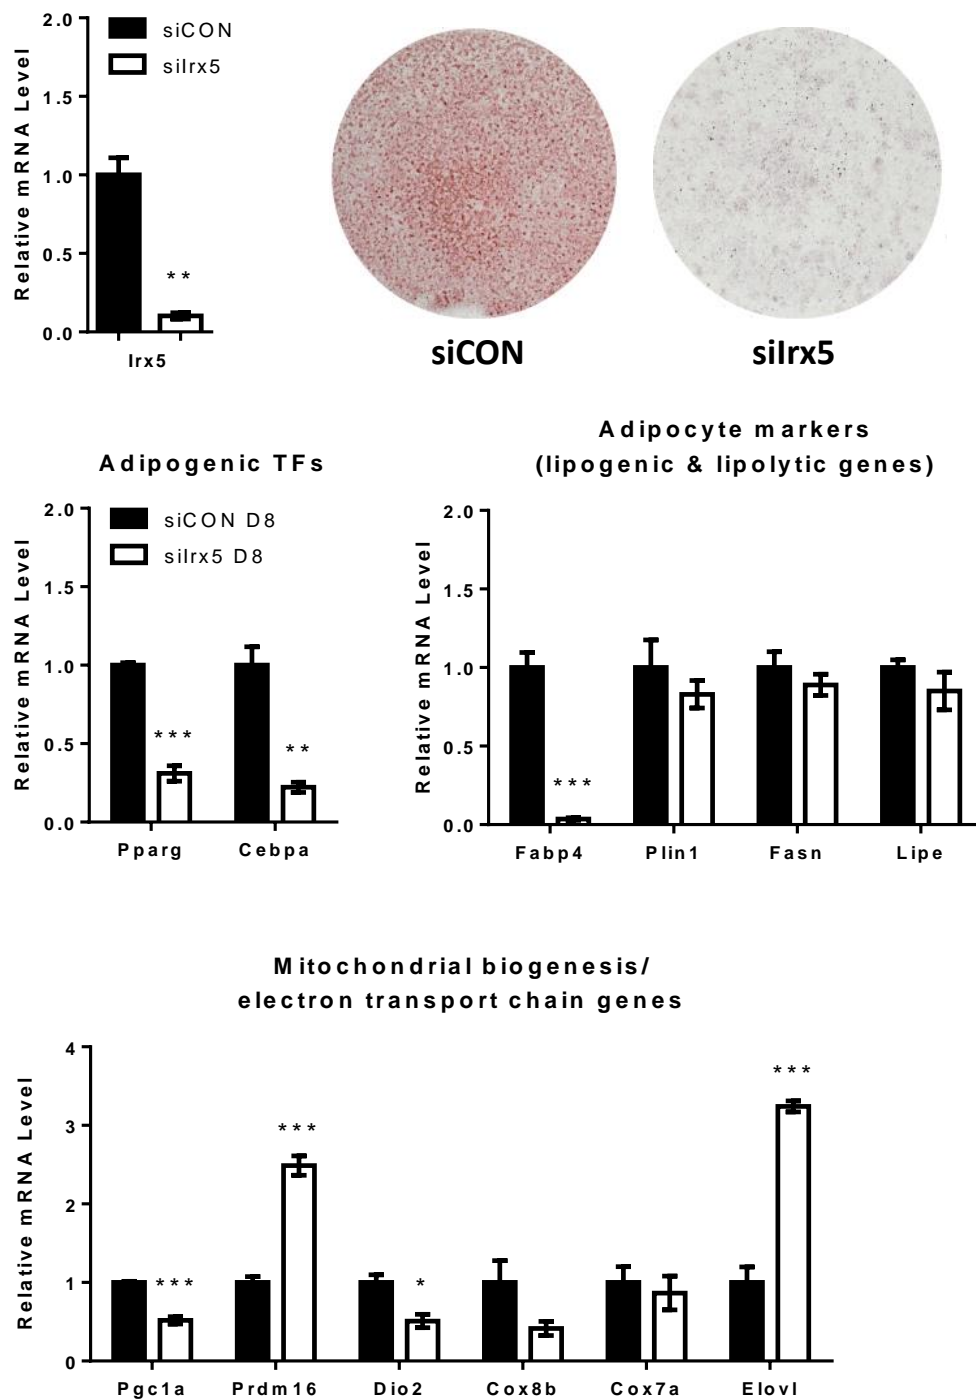 2.0
1.5
1.0
0.5
0.0
Relative mRNA Level
siCON
siIrx5
**
Irx5
siCON
siIrx5
Adipogenic TFs
2.0
1.5
1.0
0.5
0.0
Relative mRNA Level
siCON D8
siIrx5 D8
***
**
Pparg Cebpa
Adipocyte markers
(lipogenic & lipolytic genes)
2.0
1.5
1.0
0.5
0.0
Relative mRNA Level
***
Fabp4 Plin1 Fasn Lipe
Mitochondrial biogenesis/
electron transport chain genes
4
3
2
1
0
Relative mRNA Level
*** *** * ***
Pgc1a Prdm16 Dio2 Cox8b Cox7a Elovl